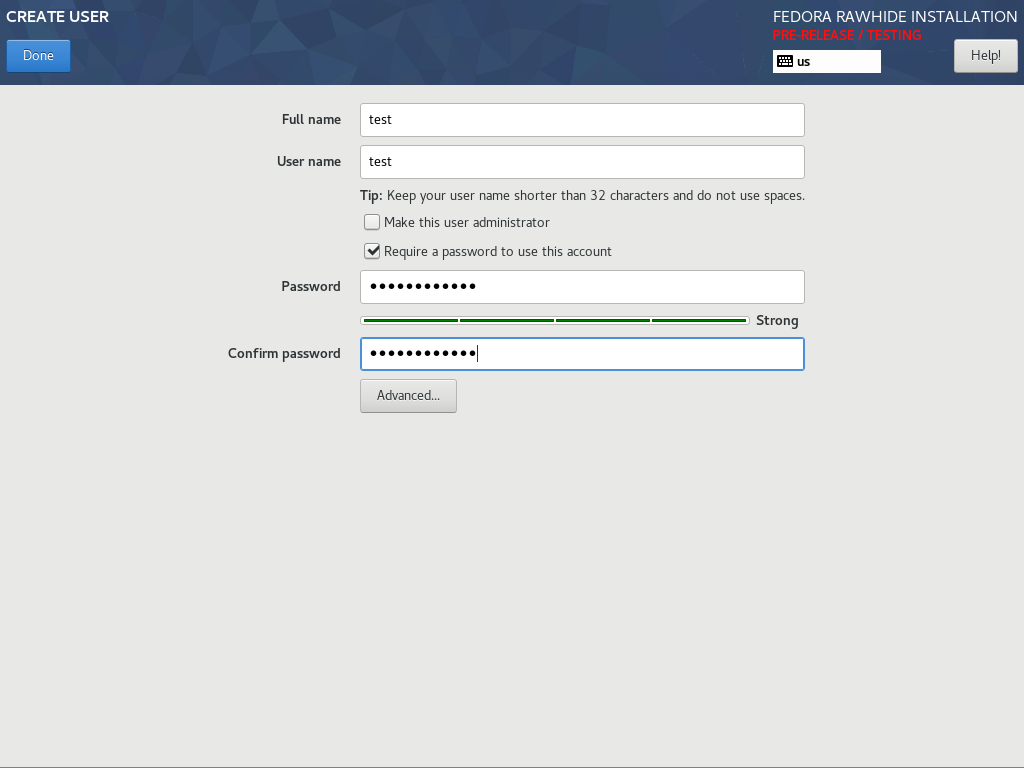 CREATE USER
FEDORA RAWHIDE INSTALLATION
PRE-RELEASE / TESTING
Done
us
Help!
Full name
test
User name
test
Tip: Keep your user name shorter than 32 characters and do not use spaces.
Make this user administrator
Require a password to use this account
Password
••••••••••••
Strong
Confirm password
••••••••••••
Advanced...